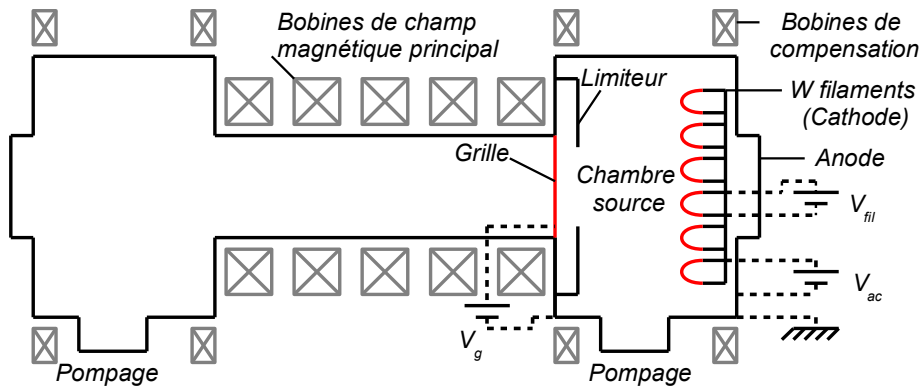 Bobines de champ
magnétique principal
Bobines de
compensation
Limiteur
W filaments
(Cathode)
Grille
Chambre
source
Anode
V_fil
V_ac
V_g
Pompage
Pompage